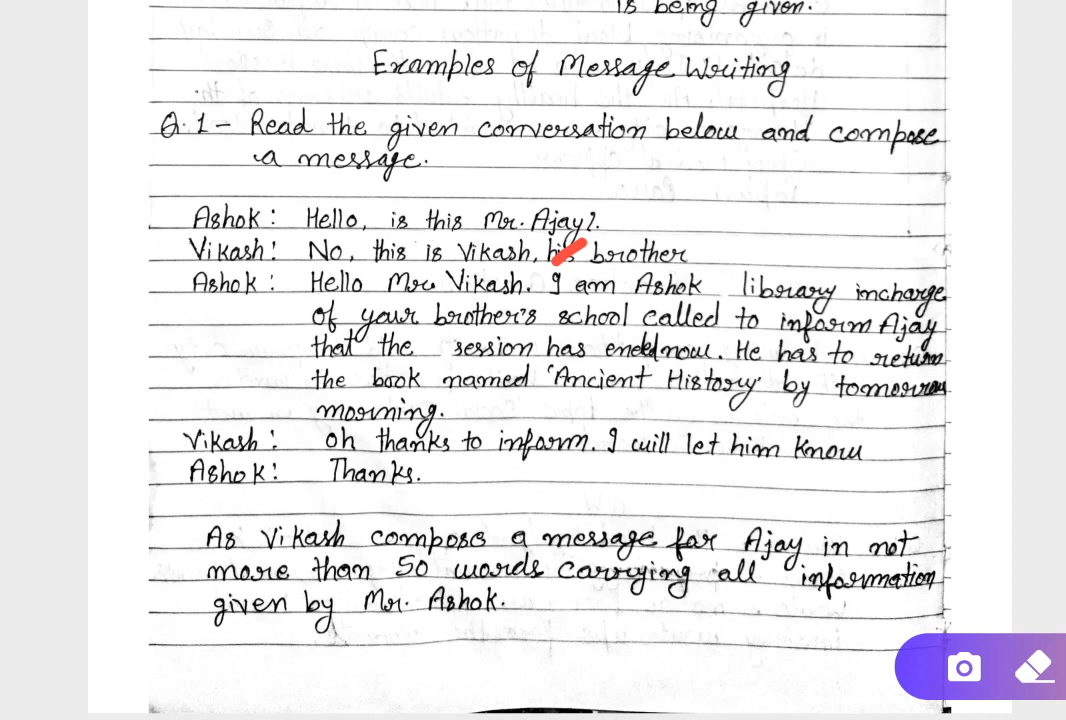 is being given.
Examples of Message Writing
Q.1- Read the given conversation below and compose
a message.
Ashok: Hello, is this Mr. Ajay?.
Vikash: No, this is Vikash, his brother
Ashok: Hello Mr. Vikash. I am Ashok library incharge
of your brother's school called to inform Ajay
that the session has ended now. He has to return
the book named 'Ancient History' by tomorrow
morning.
Vikash: oh thanks to inform. I will let him know
Ashok: Thanks.
As Vikash compose a message for Ajay in not
more than 50 words carrying all information
given by Mr. Ashok.